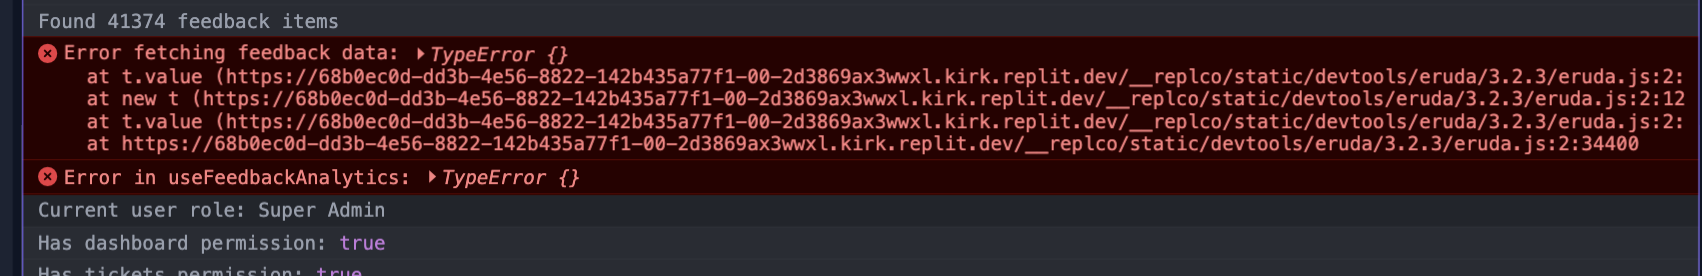 Found 41374 feedback items
Error fetching feedback data: ▶TypeError {}
at t.value (https://68b0ec0d-dd3b-4e56-8822-142b435a77f1-00-2d3869ax3wwxl.kirk.replit.dev/__replco/static/devtools/eruda/3.2.3/eruda.js:2:
at new t (https://68b0ec0d-dd3b-4e56-8822-142b435a77f1-00-2d3869ax3wwxl.kirk.replit.dev/__replco/static/devtools/eruda/3.2.3/eruda.js:2:12
at t.value (https://68b0ec0d-dd3b-4e56-8822-142b435a77f1-00-2d3869ax3wwxl.kirk.replit.dev/__replco/static/devtools/eruda/3.2.3/eruda.js:2:
at https://68b0ec0d-dd3b-4e56-8822-142b435a77f1-00-2d3869ax3wwxl.kirk.replit.dev/__replco/static/devtools/eruda/3.2.3/eruda.js:2:34400
Error in useFeedbackAnalytics: ▶TypeError {}
Current user role: Super Admin
Has dashboard permission: true
Has tickets permission: true